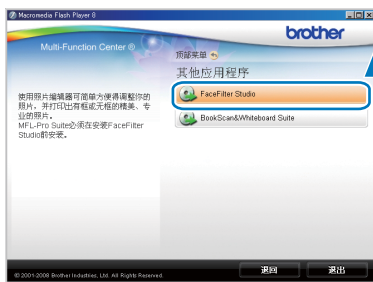 Macromedia Flash Player 8
brother
Multi-Function Center ®
顶部菜单
其他应用程序
FaceFilter Studio
BookScan&Whiteboard Suite
使用照片编辑器可简单方便得调整你的
照片，并打印出有框或无框的精美、专
业的照片。
MFL-Pro Suite必须在安装FaceFilter
Studio前安装。
© 2001-2008 Brother Industries, Ltd. All Rights Reserved.
退回
退出